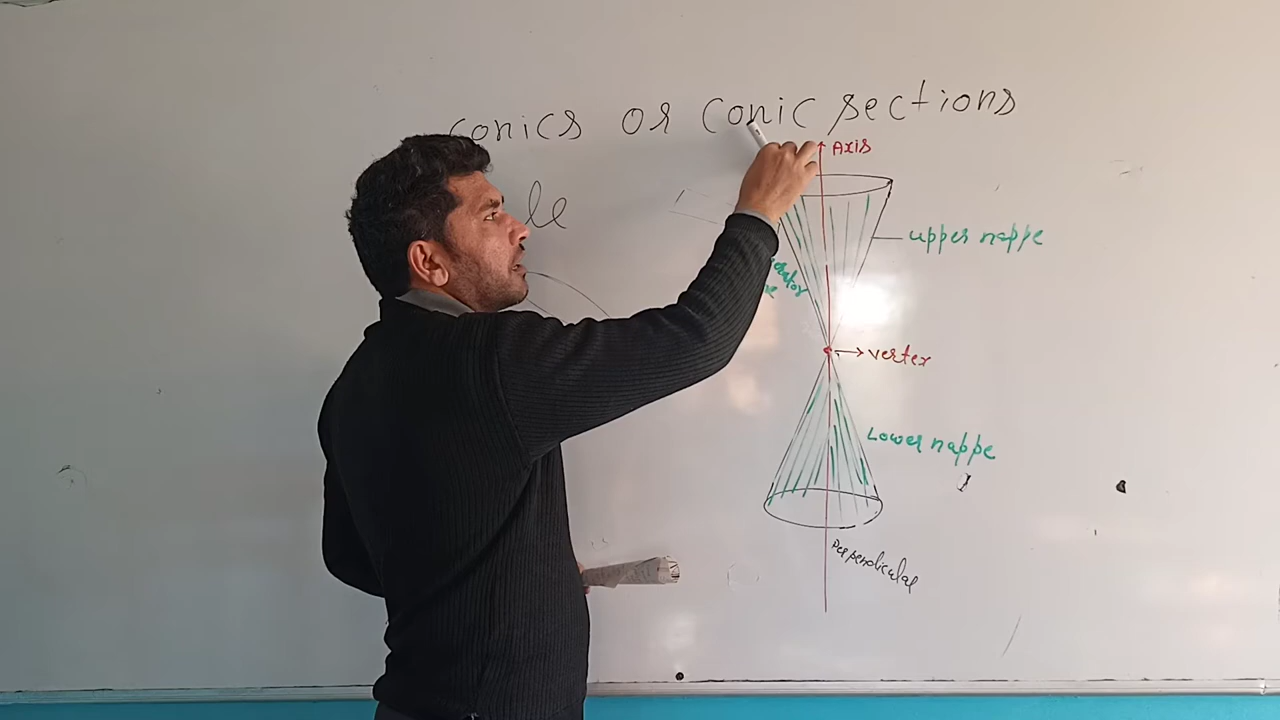 conics or conic sections
Axis
upper nappe
vertex
Lower nappe
Perpendicular